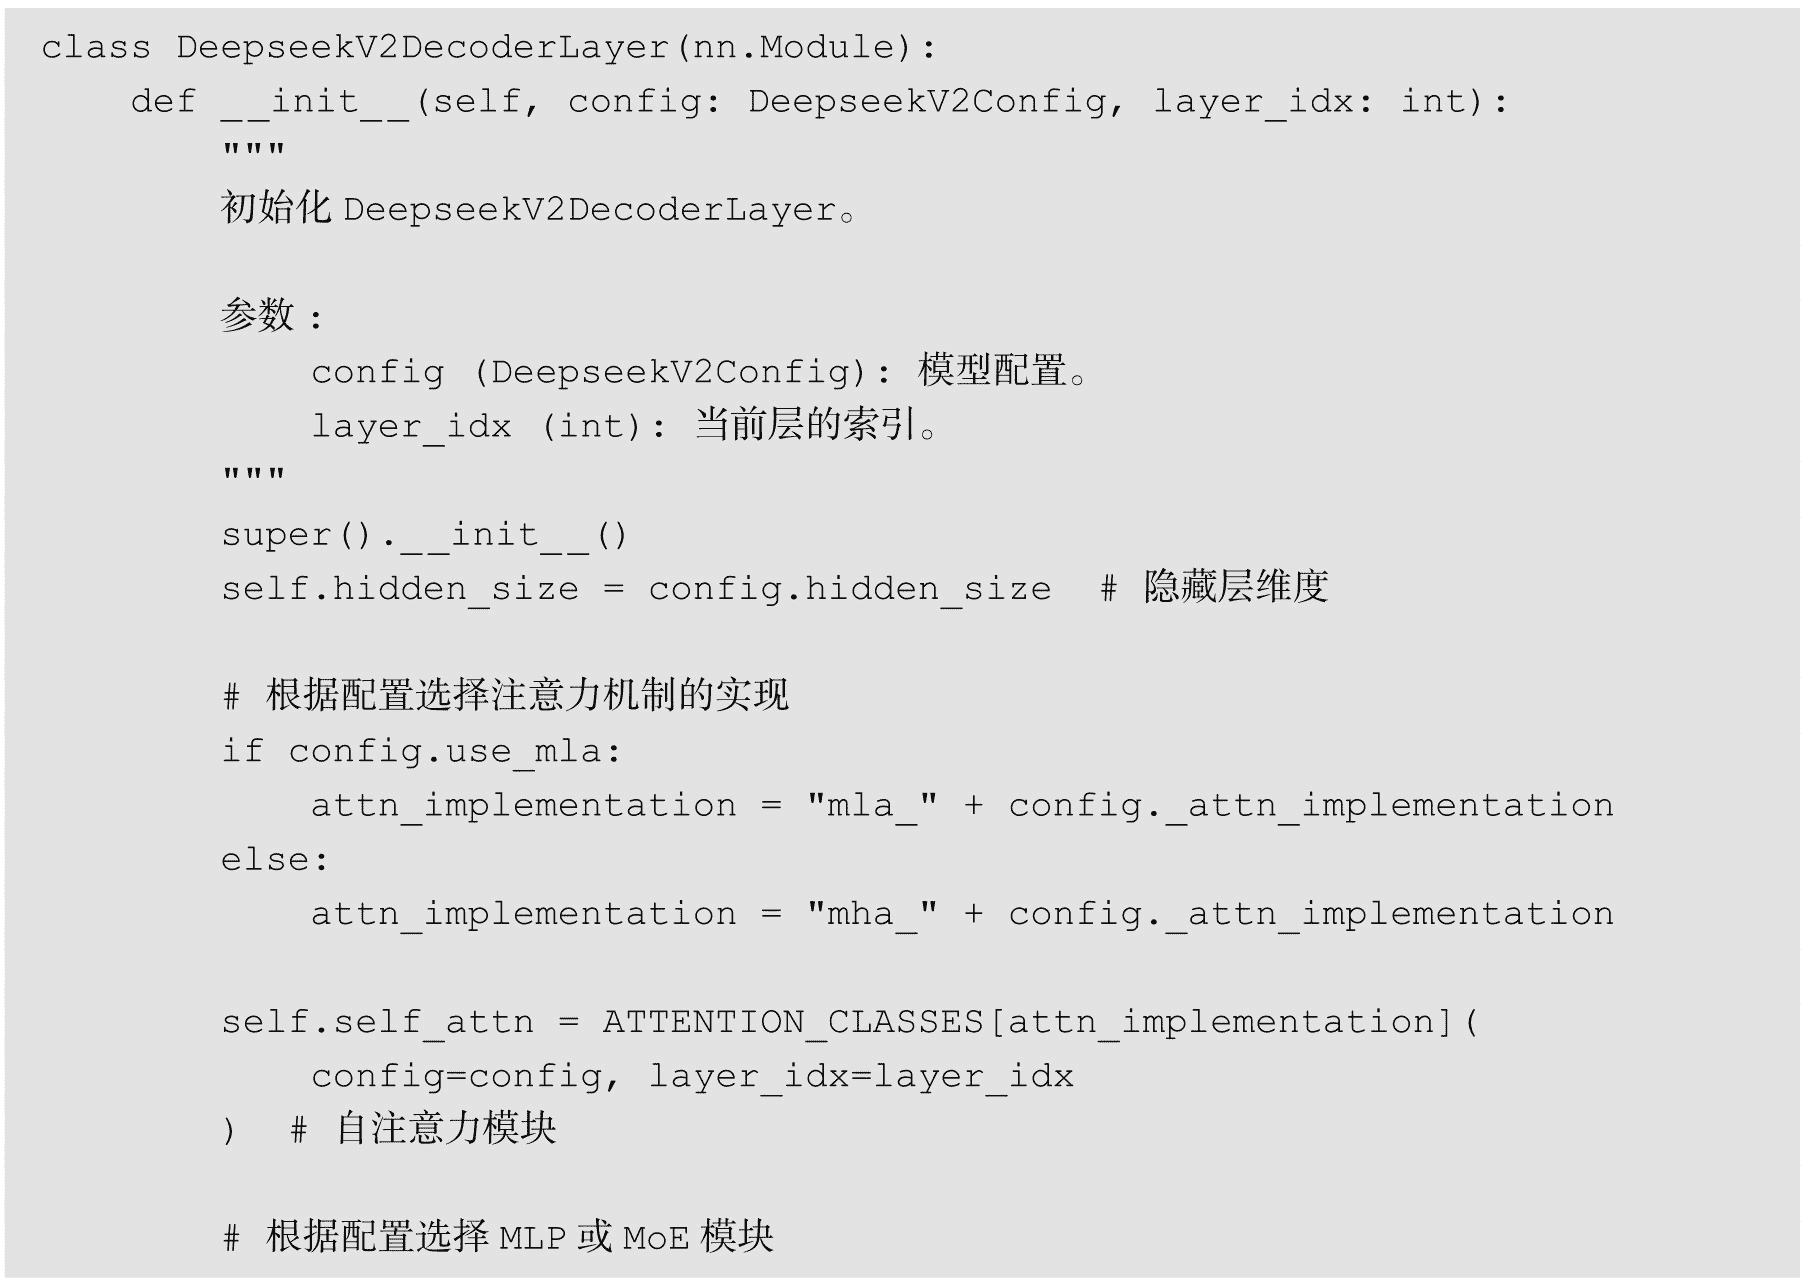 class DeepseekV2DecoderLayer(nn.Module):
    def __init__(self, config: DeepseekV2Config, layer_idx: int):
        """
        初始化 DeepseekV2DecoderLayer。

        参数：
            config (DeepseekV2Config): 模型配置。
            layer_idx (int): 当前层的索引。
        """
        super().__init__()
        self.hidden_size = config.hidden_size  # 隐藏层维度

        # 根据配置选择注意力机制的实现
        if config.use_mla:
            attn_implementation = "mla_" + config._attn_implementation
        else:
            attn_implementation = "mha_" + config._attn_implementation

        self.self_attn = ATTENTION_CLASSES[attn_implementation](
            config=config, layer_idx=layer_idx
        )  # 自注意力模块

        # 根据配置选择 MLP 或 MoE 模块